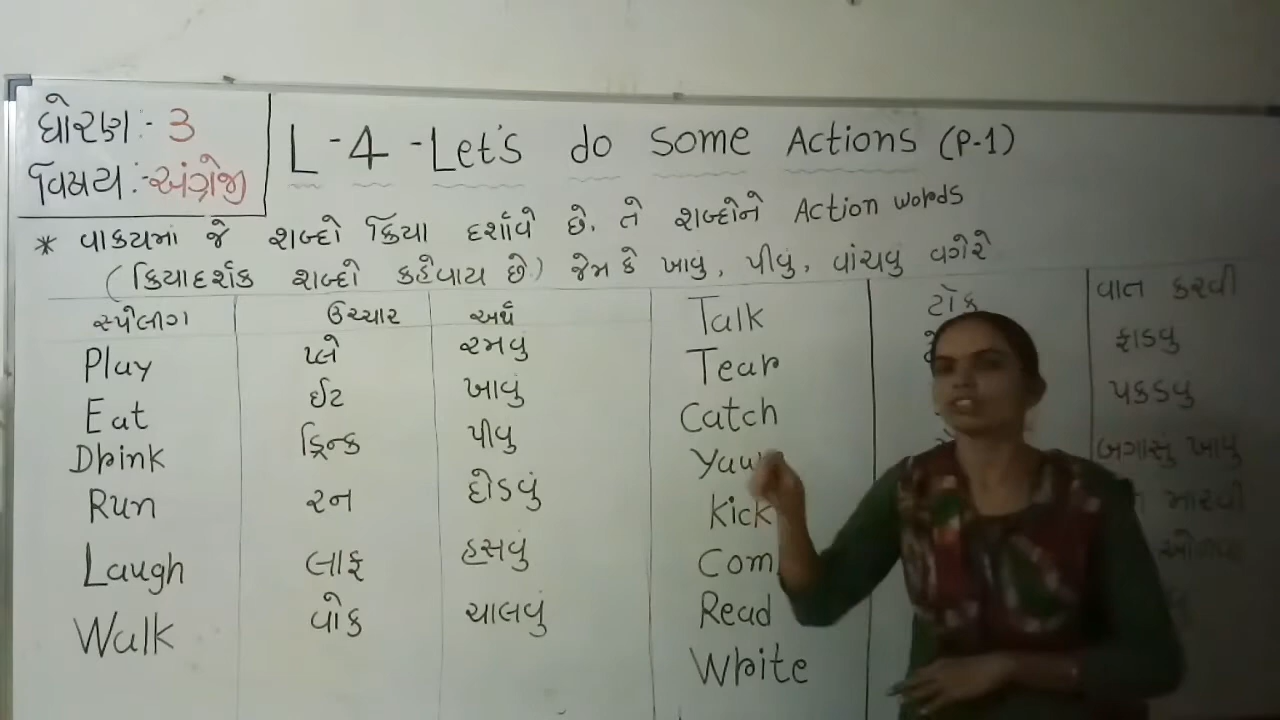 ધોરણ:- 3
વિષય:- અંગ્રેજી
L-4-Let's do some Actions (P-1)
* વાકયમાં જે શબ્દો ક્રિયા દર્શાવે છે. તે શબ્દોને Action words
(ક્રિયાદર્શક શબ્દો કહેવાય છે) જેમ કે ખાવુ, પીવુ, વાંચવુ વગેરે
સ્પેલીંગ ઉચ્ચાર અર્થ
Play પ્લે રમવુ
Eat ઈટ ખાવું
Drink ડ્રિન્ક પીવુ
Run રન દોડવું
Laugh લાફ હસવું
Walk વોક ચાલવું
Talk ટૉક વાત કરવી
Tear ફાડવુ
Catch પકડવુ
બગાસું ખાવુ
Kick મારવી
Read
Write